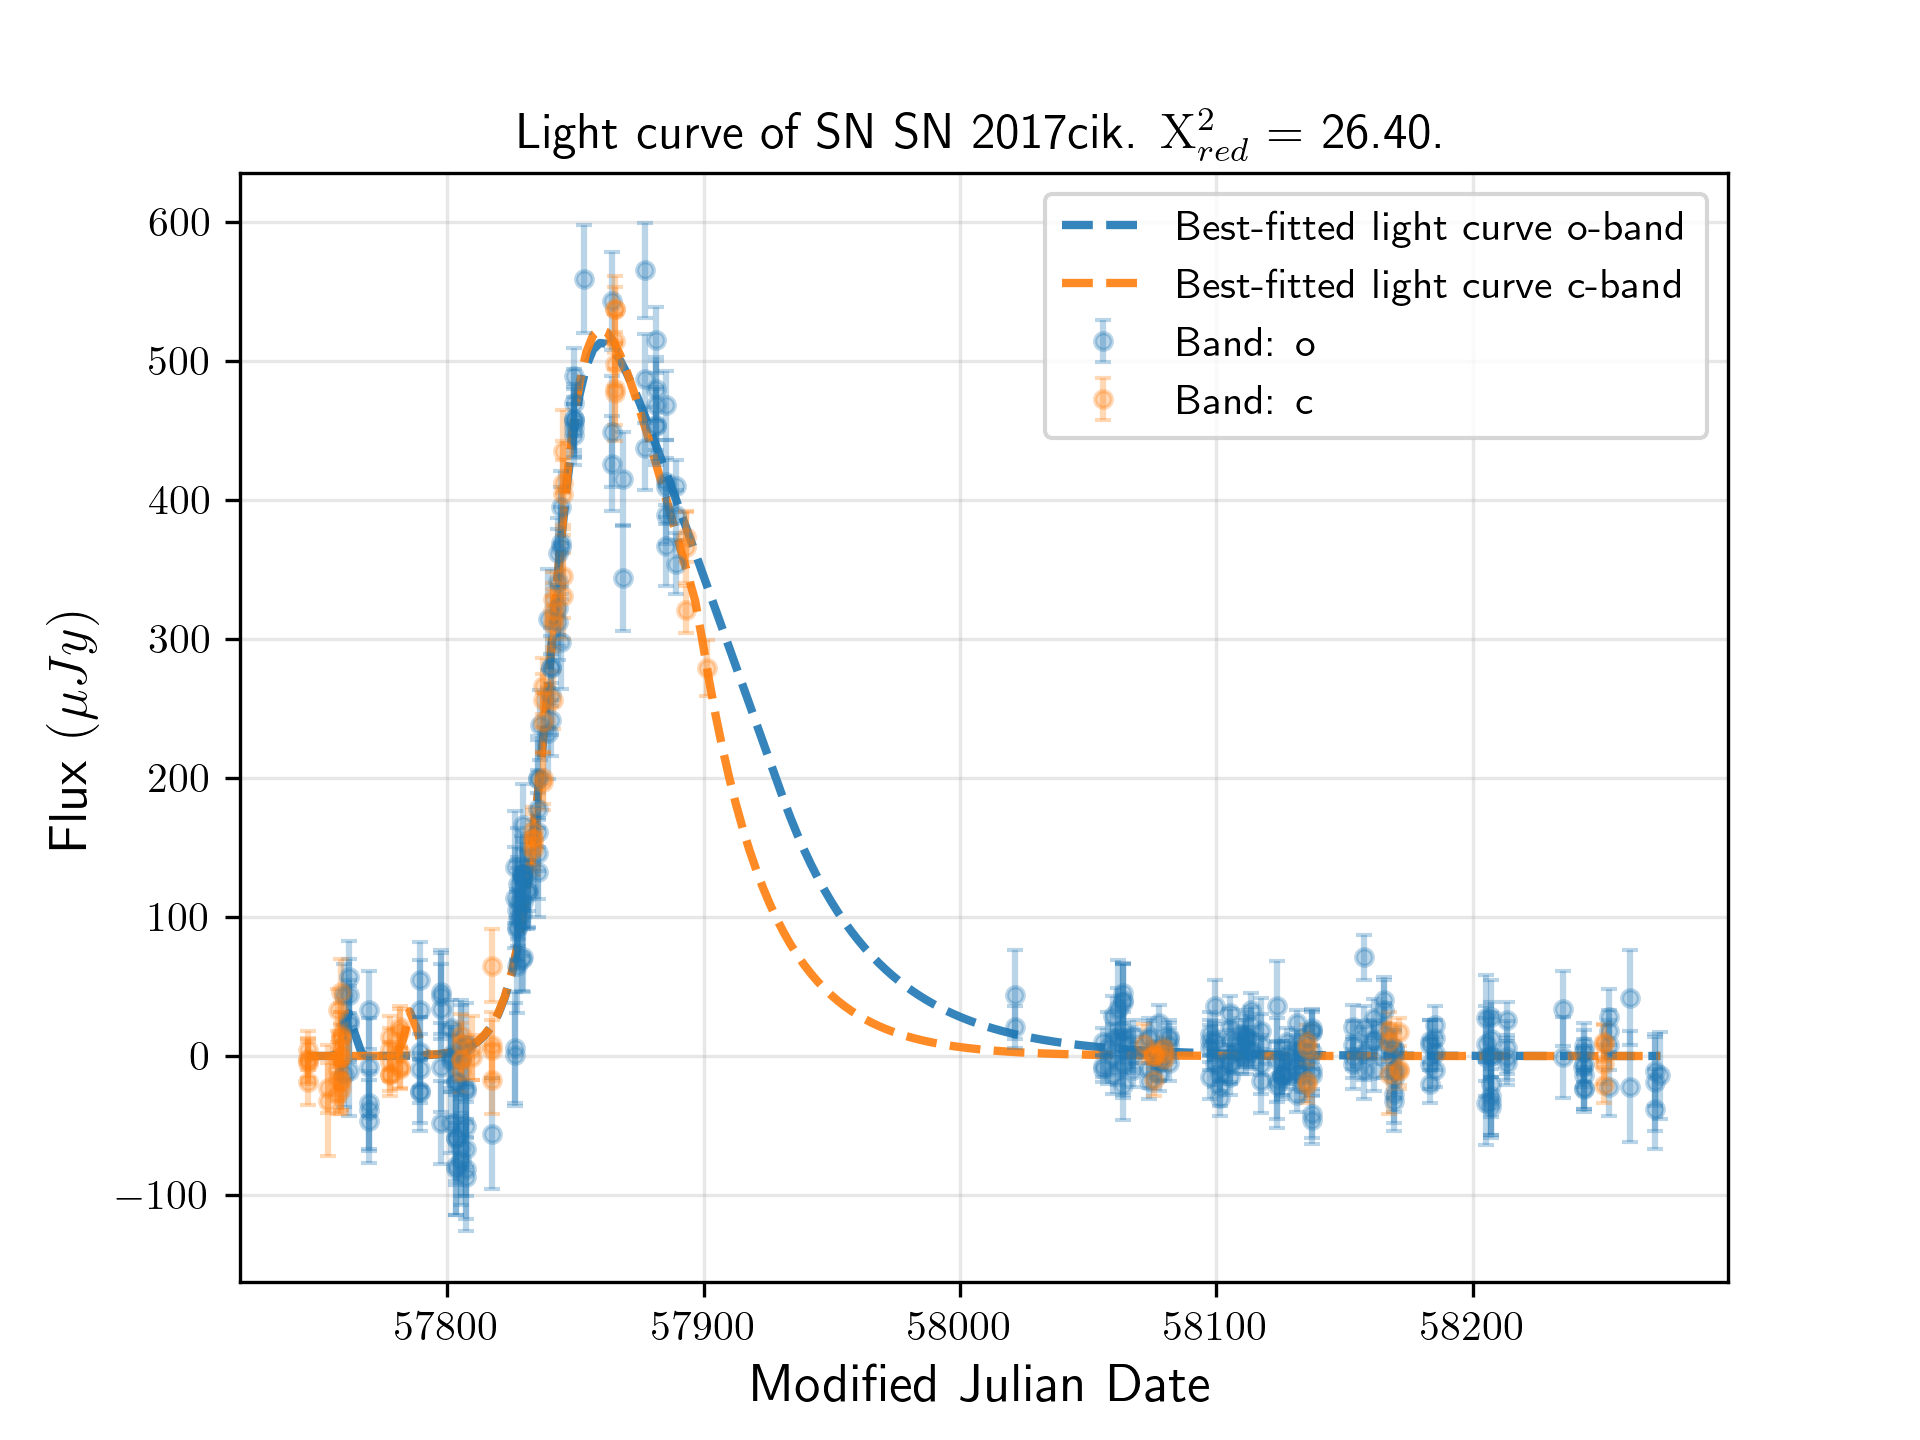 Light curve of SN SN 2017cik. X²_red = 26.40.
600
500
400
300
200
100
0
−100
Flux (μJy)
Best-fitted light curve o-band
Best-fitted light curve c-band
Band: o
Band: c
57800 57900 58000 58100 58200
Modified Julian Date